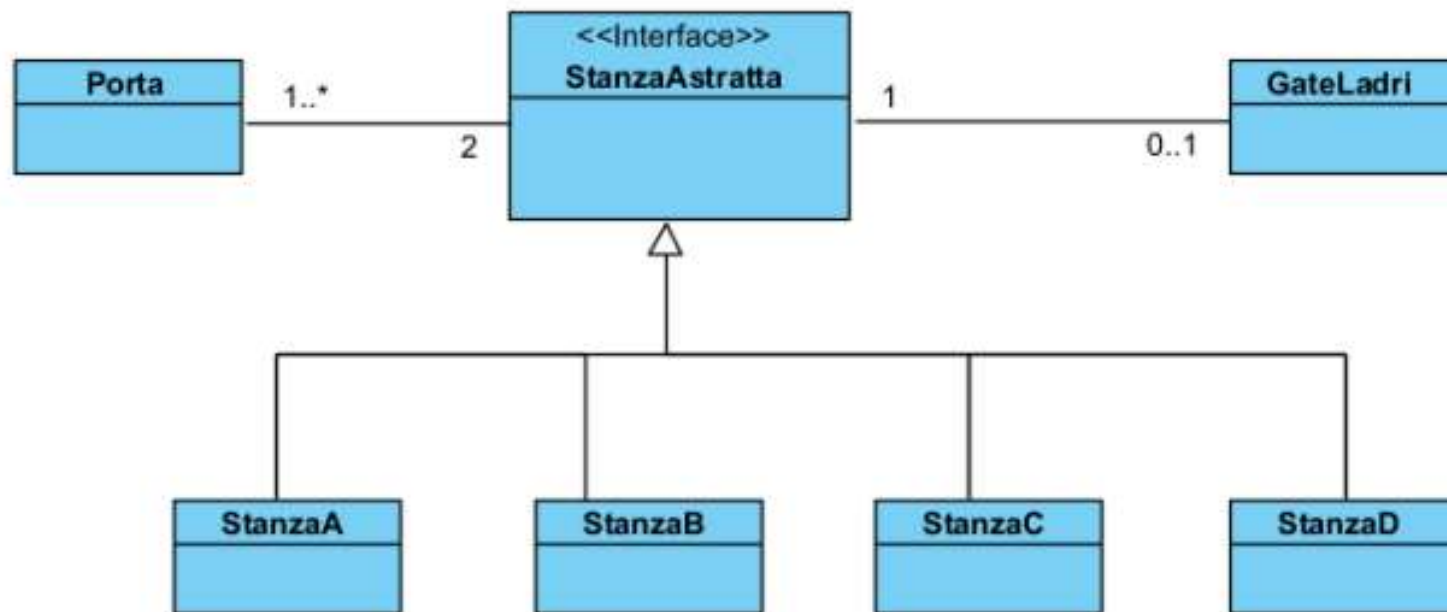 <<Interface>>
StanzaAstratta
Porta
GateLadri
1..*
2
1
0..1
StanzaA
StanzaB
StanzaC
StanzaD